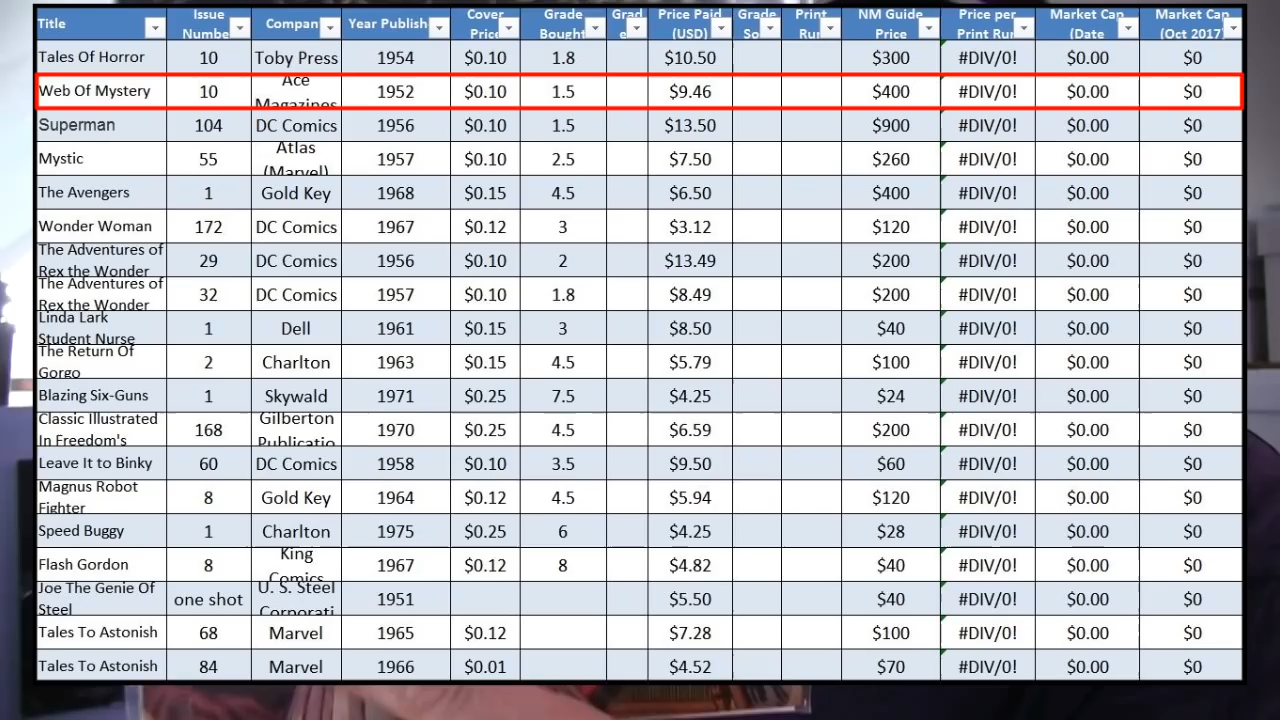 Title Issue Numbe Compan Year Publish Cover Price Grade Bought Grad e Price Paid (USD) Grade So Print Run NM Guide Price Price per Print Run Market Cap (Date Market Cap (Oct 2017)
Tales Of Horror 10 Toby Press 1954 $0.10 1.8 $10.50 $300 #DIV/0! $0.00 $0
Web Of Mystery 10 Ace Magazines 1952 $0.10 1.5 $9.46 $400 #DIV/0! $0.00 $0
Superman 104 DC Comics 1956 $0.10 1.5 $13.50 $900 #DIV/0! $0.00 $0
Mystic 55 Atlas (Marvel) 1957 $0.10 2.5 $7.50 $260 #DIV/0! $0.00 $0
The Avengers 1 Gold Key 1968 $0.15 4.5 $6.50 $400 #DIV/0! $0.00 $0
Wonder Woman 172 DC Comics 1967 $0.12 3 $3.12 $120 #DIV/0! $0.00 $0
The Adventures of Rex the Wonder 29 DC Comics 1956 $0.10 2 $13.49 $200 #DIV/0! $0.00 $0
The Adventures of Rex the Wonder 32 DC Comics 1957 $0.10 1.8 $8.49 $200 #DIV/0! $0.00 $0
Linda Lark Student Nurse 1 Dell 1961 $0.15 3 $8.50 $40 #DIV/0! $0.00 $0
The Return Of Gorgo 2 Charlton 1963 $0.15 4.5 $5.79 $100 #DIV/0! $0.00 $0
Blazing Six-Guns 1 Skywald 1971 $0.25 7.5 $4.25 $24 #DIV/0! $0.00 $0
Classic Illustrated In Freedom's 168 Gilberton Publicatio 1970 $0.25 4.5 $6.59 $200 #DIV/0! $0.00 $0
Leave It to Binky 60 DC Comics 1958 $0.10 3.5 $9.50 $60 #DIV/0! $0.00 $0
Magnus Robot Fighter 8 Gold Key 1964 $0.12 4.5 $5.94 $120 #DIV/0! $0.00 $0
Speed Buggy 1 Charlton 1975 $0.25 6 $4.25 $28 #DIV/0! $0.00 $0
Flash Gordon 8 King Comics 1967 $0.12 8 $4.82 $40 #DIV/0! $0.00 $0
Joe The Genie Of Steel one shot U. S. Steel Corporati 1951 $5.50 $40 #DIV/0! $0.00 $0
Tales To Astonish 68 Marvel 1965 $0.12 $7.28 $100 #DIV/0! $0.00 $0
Tales To Astonish 84 Marvel 1966 $0.01 $4.52 $70 #DIV/0! $0.00 $0